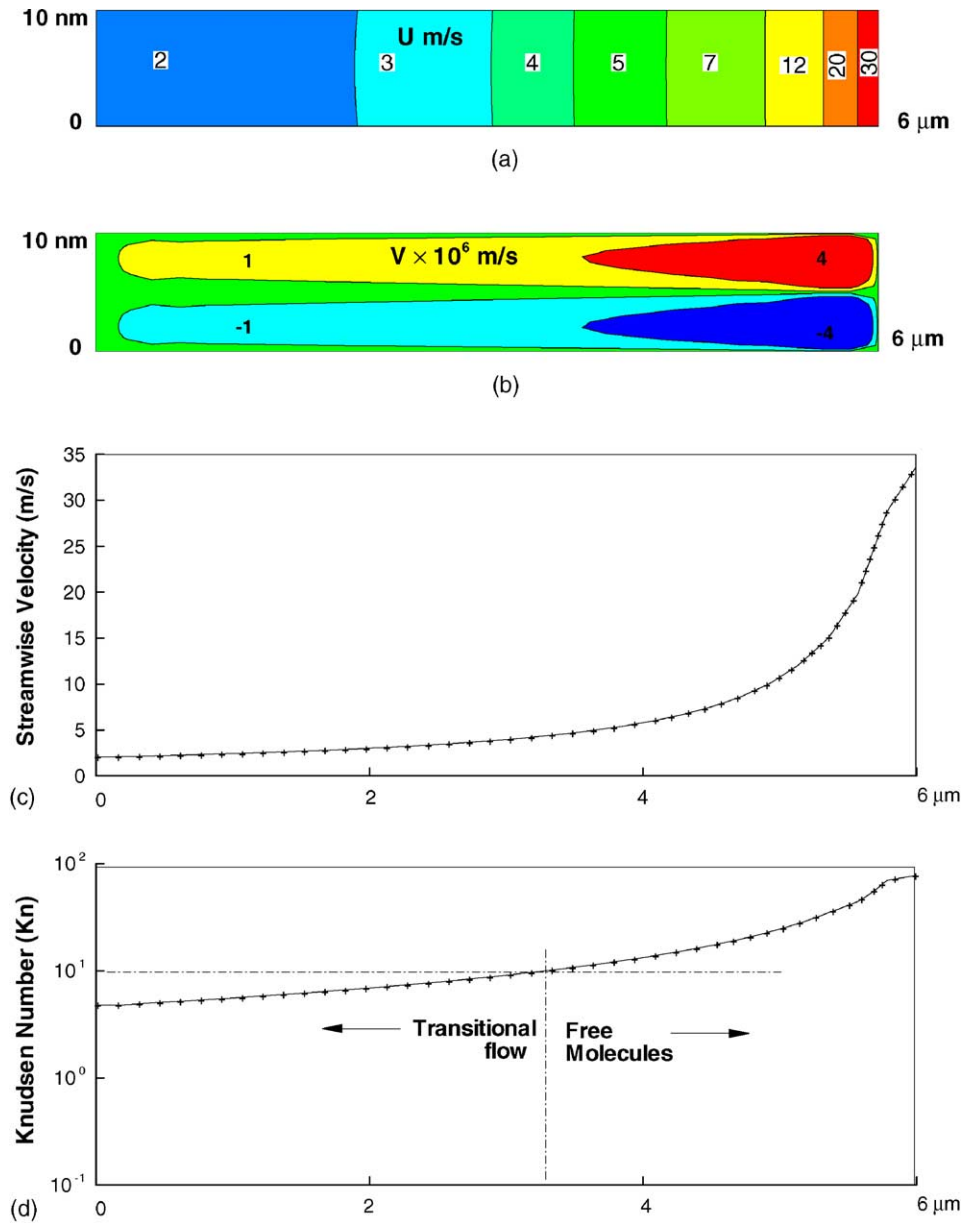 10 nm
U m/s
2
3
4
5
7
12
20
30
0
6 μm
(a)
10 nm
V × 10⁶ m/s
1
4
-1
-4
0
6 μm
(b)
Streamwise Velocity (m/s)
35
30
25
20
15
10
5
0
0
2
4
6 μm
(c)
Knudsen Number (Kn)
10²
10¹
10⁰
10⁻¹
Transitional
flow
Free
Molecules
0
2
4
6 μm
(d)